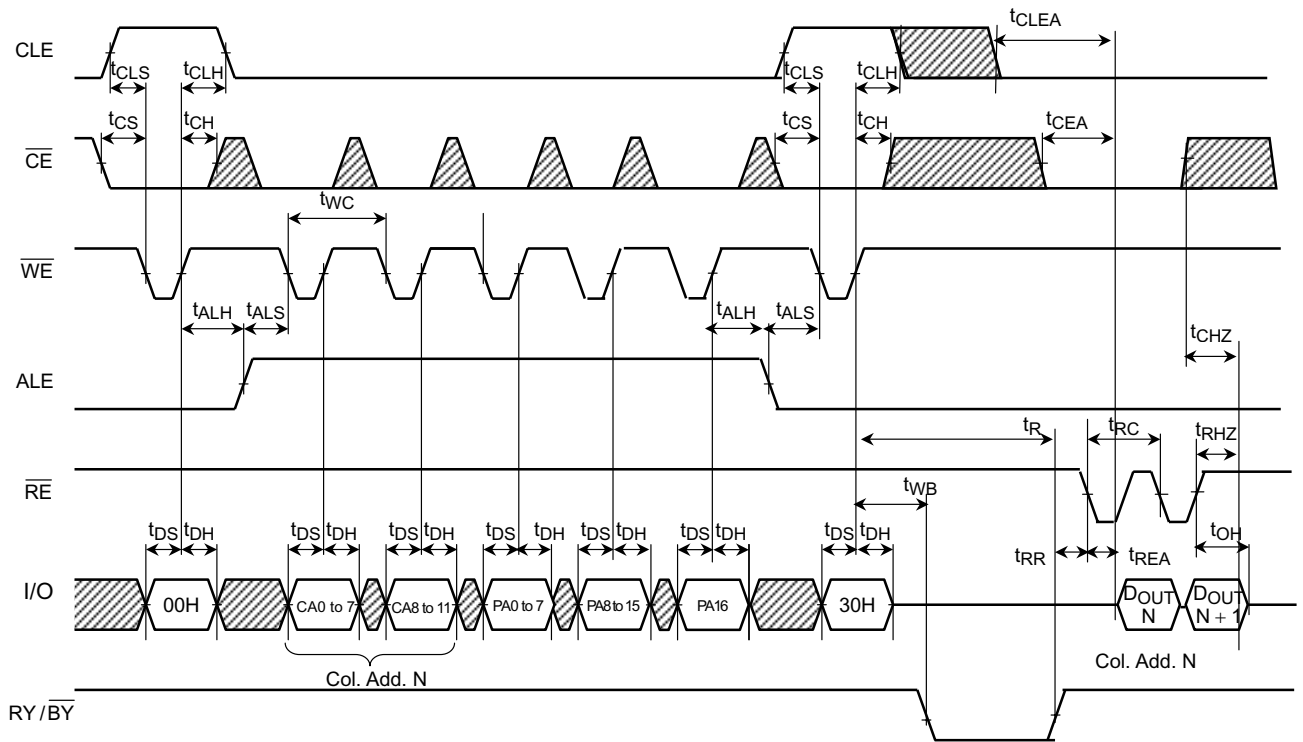 CLE
tCLS
tCLH
tCLS
tCLH
tCLEA
CE
tCS
tCH
tCS
tCH
tCEA
WE
tWC
tALH
tALS
tALH
tALS
tCHZ
ALE
RE
tR
tRC
tRHZ
tWB
I/O
tDS
tDH
tDS
tDH
tDS
tDH
tDS
tDH
tDS
tDH
tDS
tDH
tDS
tDH
tRR
tREA
tOH
00H
CA0 to 7
CA8 to 11
PA0 to 7
PA8 to 15
PA16
30H
DOUT
N
DOUT
N + 1
Col. Add. N
Col. Add. N
RY/BY